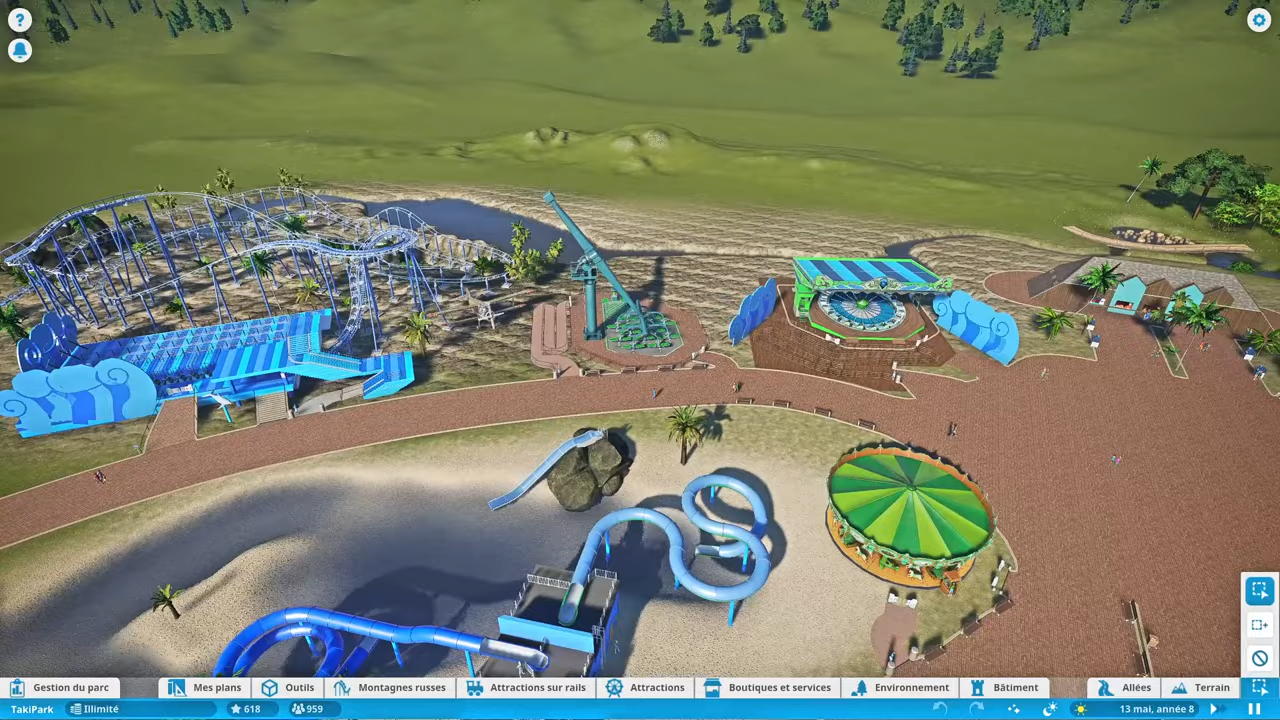 ?
Gestion du parc
Mes plans
Outils
Montagnes russes
Attractions sur rails
Attractions
Boutiques et services
Environnement
Bâtiment
Allées
Terrain
TakiPark
Illimité
618
959
13 mai, année 8